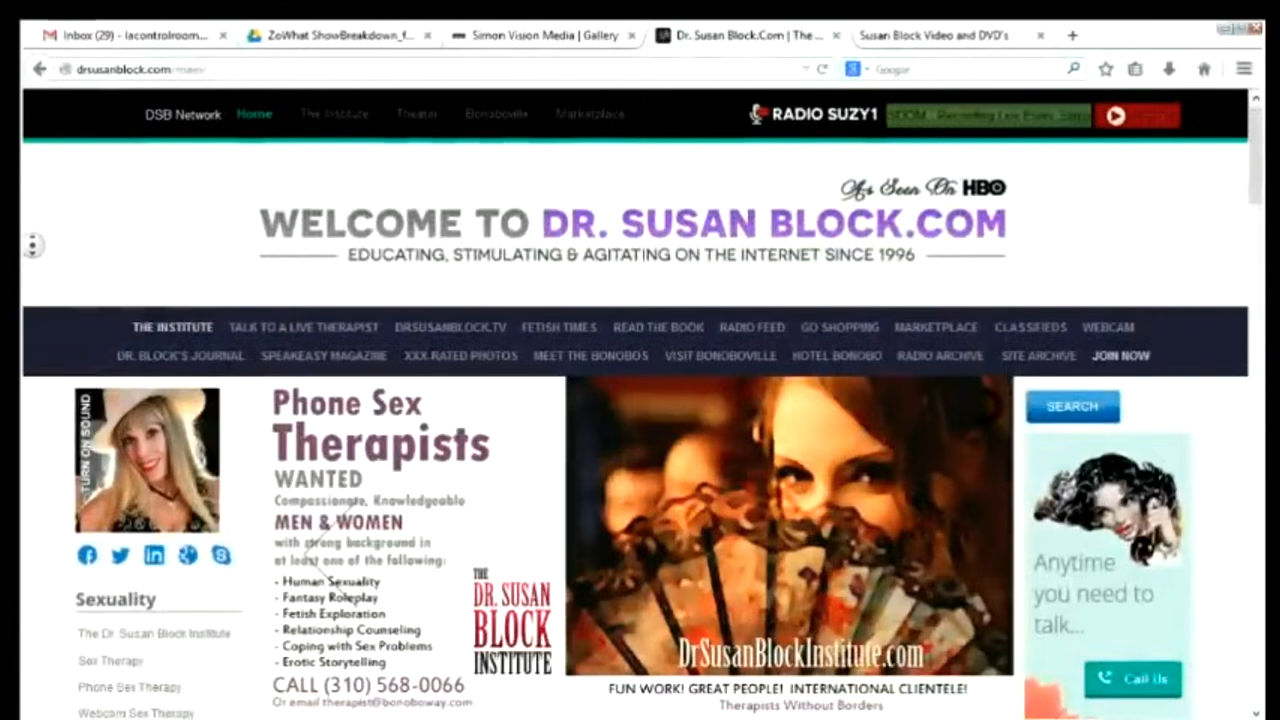 Inbox (29) - lacontrolroom...
ZoWhat ShowBreakdown_f...
Simon Vision Media | Gallery
Dr. Susan Block.Com | The ...
Susan Block Video and DVD's
drsusanblock.com/main/
Google
DSB Network Home The Institute Theater Bonoboville Marketplace
RADIO SUZY1
As Seen On HBO
WELCOME TO DR. SUSAN BLOCK.COM
EDUCATING, STIMULATING & AGITATING ON THE INTERNET SINCE 1996
THE INSTITUTE TALK TO A LIVE THERAPIST DRSUSANBLOCK.TV FETISH TIMES READ THE BOOK RADIO FEED GO SHOPPING MARKETPLACE CLASSIFIEDS WEBCAM
DR. BLOCK'S JOURNAL SPEAKEASY MAGAZINE XXX-RATED PHOTOS MEET THE BONOBOS VISIT BONOBOVILLE HOTEL BONOBO RADIO ARCHIVE SITE ARCHIVE JOIN NOW
TURN ON SOUND
Sexuality
The Dr Susan Block Institute
Sex Therapy
Phone Sex Therapy
Webcam Sex Therapy
Phone Sex
Therapists
WANTED
Compassionate, Knowledgeable
MEN & WOMEN
with strong background in
at least one of the following:
- Human Sexuality
- Fantasy Roleplay
- Fetish Exploration
- Relationship Counseling
- Coping with Sex Problems
- Erotic Storytelling
CALL (310) 568-0066
Or email therapist@bonoboway.com
THE
DR. SUSAN
BLOCK
INSTITUTE
DrSusanBlockInstitute.com
FUN WORK! GREAT PEOPLE! INTERNATIONAL CLIENTELE!
Therapists Without Borders
SEARCH
Anytime
you need to
talk...
Call Us